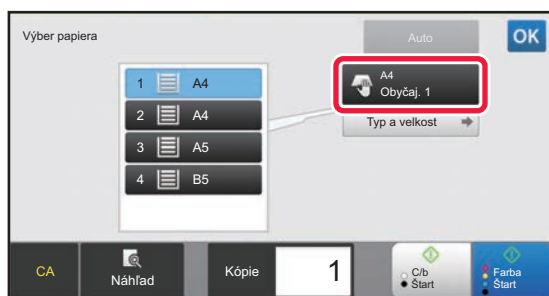 Výber papiera
Auto
OK
1 A4
2 A4
3 A5
4 B5
A4
Obyčaj. 1
Typ a velkost
CA
Náhľad
Kópie
1
C/b
Štart
Farba
Štart